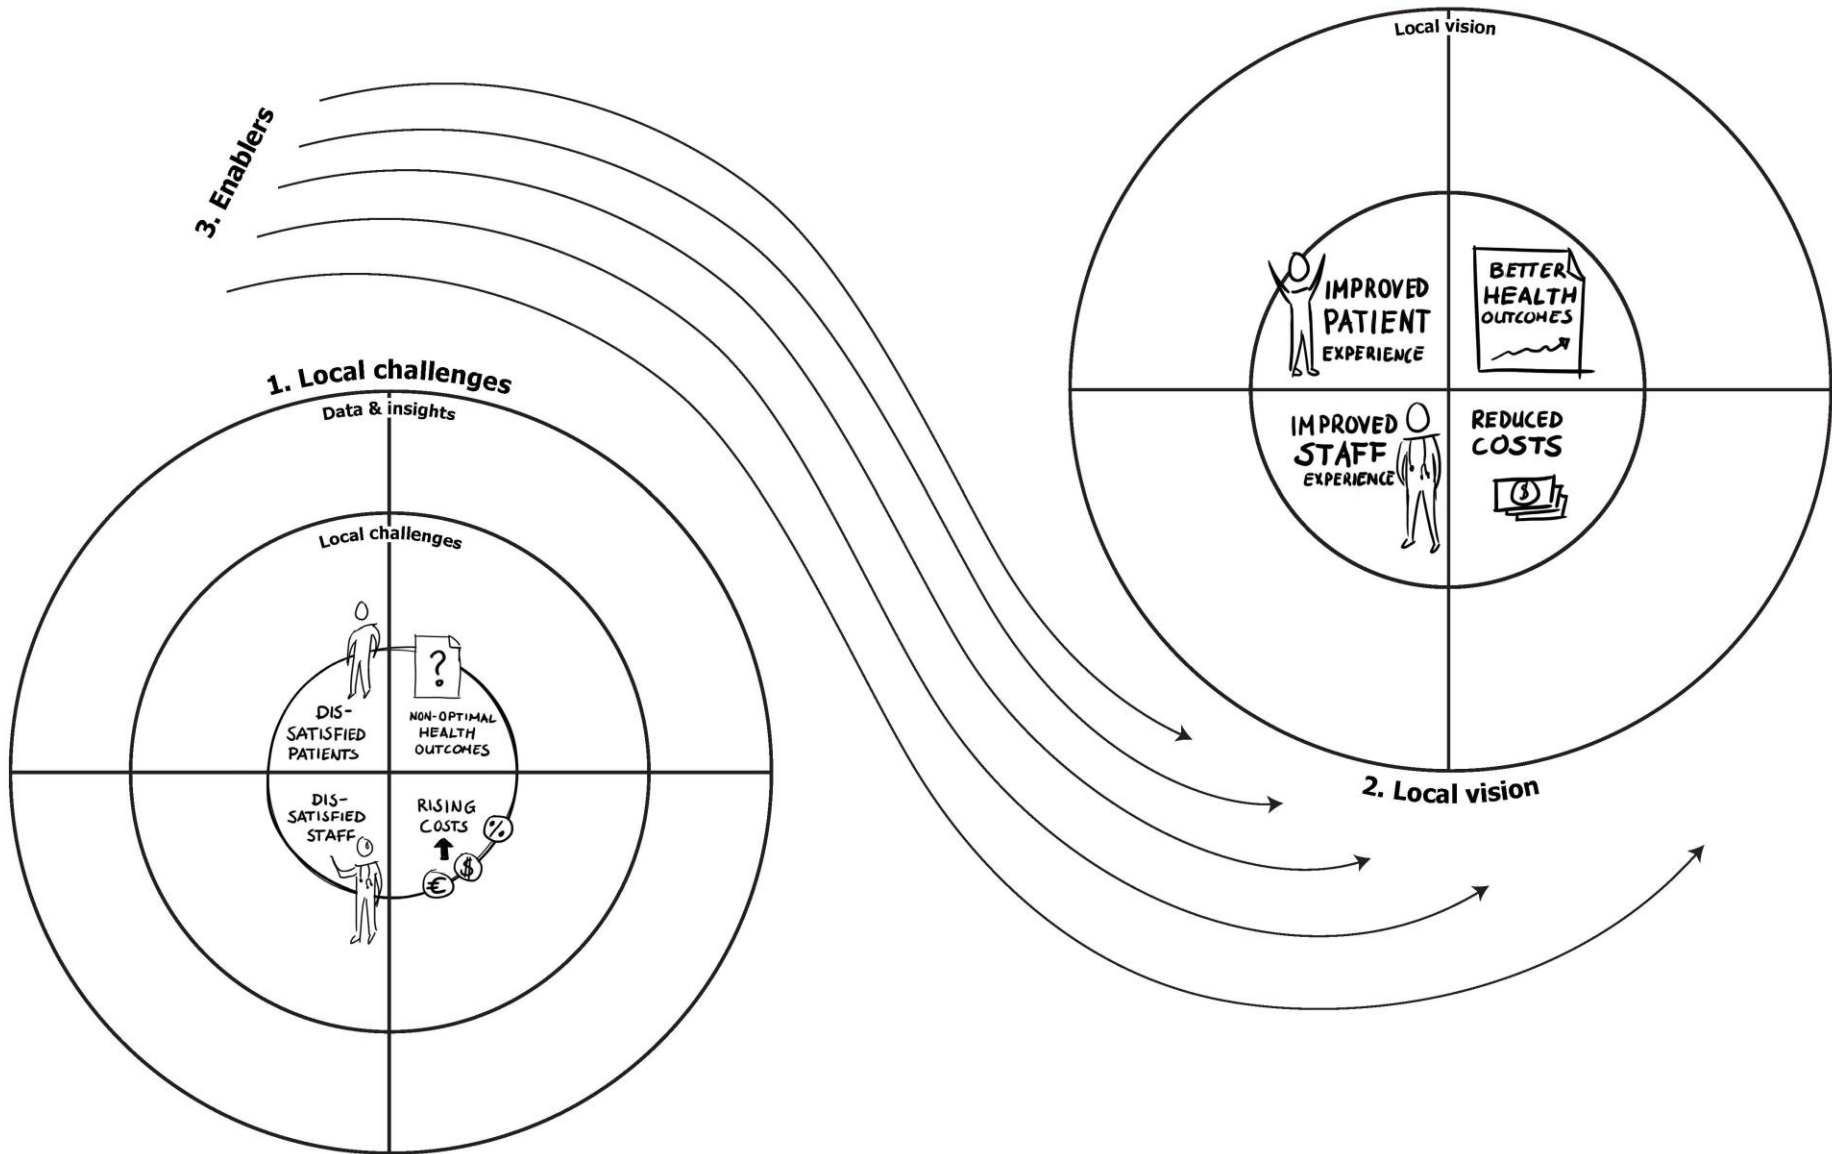 3. Enablers
1. Local challenges
Data & insights
Local challenges
DIS-
SATISFIED
PATIENTS
?
NON-OPTIMAL
HEALTH
OUTCOMES
DIS-
SATISFIED
STAFF
RISING
COSTS
%
$
€
Local vision
IMPROVED
PATIENT
EXPERIENCE
BETTER
HEALTH
OUTCOMES
IMPROVED
STAFF
EXPERIENCE
REDUCED
COSTS
$
2. Local vision